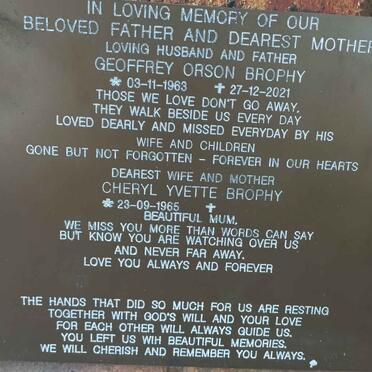 IN LOVING MEMORY OF OUR
BELOVED FATHER AND DEAREST MOTHER
LOVING HUSBAND AND FATHER
GEOFFREY ORSON BROPHY
* 03-11-1963 ✝ 27-12-2021
THOSE WE LOVE DON'T GO AWAY,
THEY WALK BESIDE US EVERY DAY
LOVED DEARLY AND MISSED EVERYDAY BY HIS
WIFE AND CHILDREN
GONE BUT NOT FORGOTTEN - FOREVER IN OUR HEARTS
DEAREST WIFE AND MOTHER
CHERYL YVETTE BROPHY
* 23-09-1965 ✝
BEAUTIFUL MUM,
WE MISS YOU MORE THAN WORDS CAN SAY
BUT KNOW YOU ARE WATCHING OVER US
AND NEVER FAR AWAY.
LOVE YOU ALWAYS AND FOREVER
THE HANDS THAT DID SO MUCH FOR US ARE RESTING
TOGETHER WITH GOD'S WILL AND YOUR LOVE
FOR EACH OTHER WILL ALWAYS GUIDE US.
YOU LEFT US WIH BEAUTIFUL MEMORIES.
WE WILL CHERISH AND REMEMBER YOU ALWAYS.